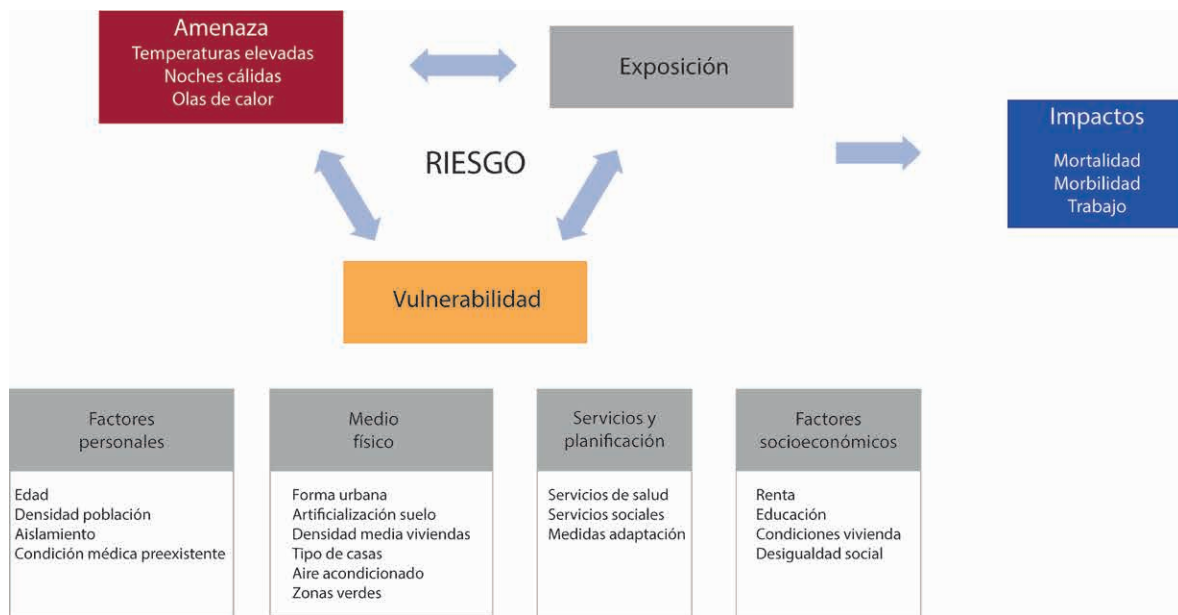 Amenaza
Temperaturas elevadas
Noches cálidas
Olas de calor
Exposición
RIESGO
Impactos
Mortalidad
Morbilidad
Trabajo
Vulnerabilidad
Factores
personales
Edad
Densidad población
Aislamiento
Condición médica preexistente
Medio
físico
Forma urbana
Artificialización suelo
Densidad media viviendas
Tipo de casas
Aire acondicionado
Zonas verdes
Servicios y
planificación
Servicios de salud
Servicios sociales
Medidas adaptación
Factores
socioeconómicos
Renta
Educación
Condiciones vivienda
Desigualdad social